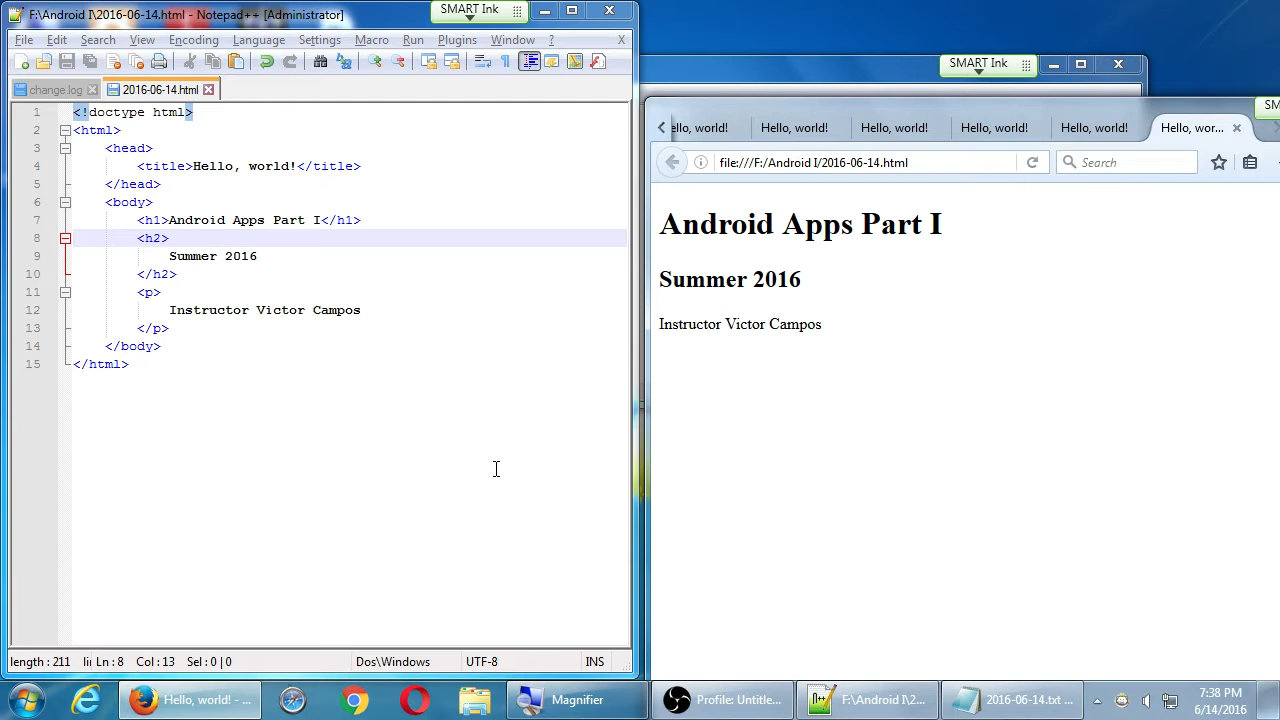 F:\Android I\2016-06-14.html - Notepad++ [Administrator]
SMART Ink
File Edit Search View Encoding Language Settings Macro Run Plugins Window ? X
change.log
2016-06-14.html
1 <!doctype html>
2 <html>
3 <head>
4 <title>Hello, world!</title>
5 </head>
6 <body>
7 <h1>Android Apps Part I</h1>
8 <h2>
9 Summer 2016
10 </h2>
11 <p>
12 Instructor Victor Campos
13 </p>
14 </body>
15 </html>
length : 211 li Ln : 8 Col : 13 Sel : 0 | 0 Dos\Windows UTF-8 INS
SMART Ink
SM
ello, world! Hello, world! Hello, world! Hello, world! Hello, world! Hello, wor...
file:///F:/Android I/2016-06-14.html
Search
Android Apps Part I
Summer 2016
Instructor Victor Campos
Hello, world! - ...
Magnifier
Profile: Untitle...
F:\Android I\2...
2016-06-14.txt ...
7:38 PM
6/14/2016